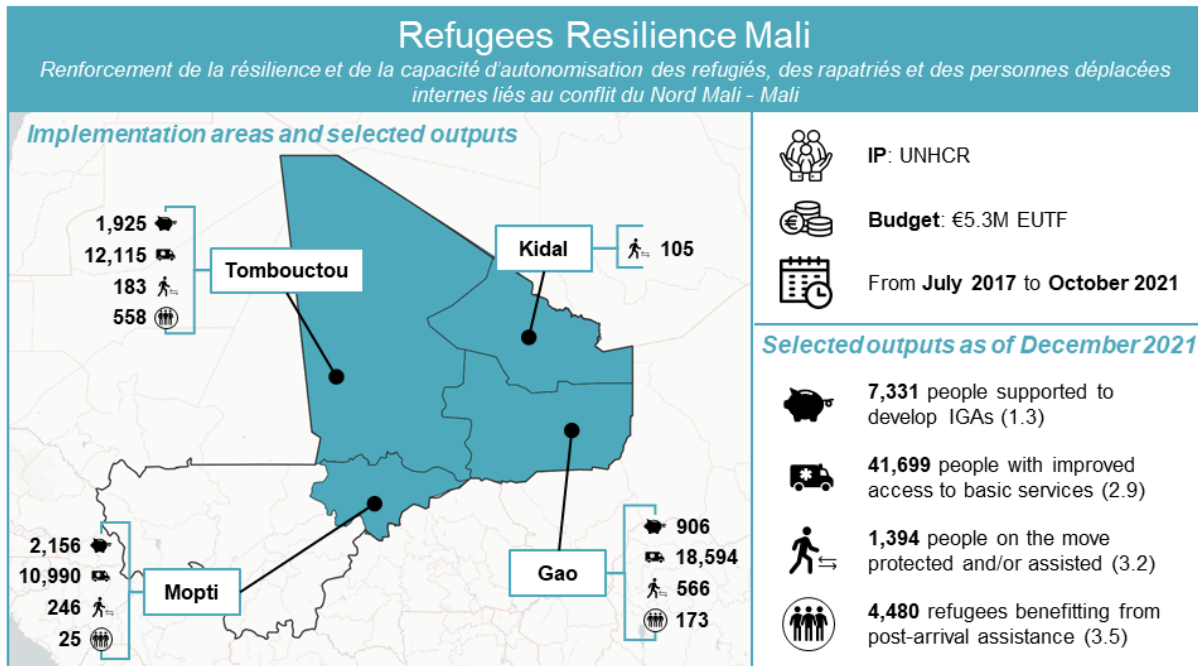 Refugees Resilience Mali
Renforcement de la résilience et de la capacité d'autonomisation des refugiés, des rapatriés et des personnes déplacées
internes liés au conflit du Nord Mali - Mali
Implementation areas and selected outputs
1,925
12,115
183
558
Tombouctou
Kidal
105
2,156
10,990
246
25
Mopti
Gao
906
18,594
566
173
IP: UNHCR
Budget: €5.3M EUTF
From July 2017 to October 2021
Selected outputs as of December 2021
7,331 people supported to
develop IGAs (1.3)
41,699 people with improved
access to basic services (2.9)
1,394 people on the move
protected and/or assisted (3.2)
4,480 refugees benefitting from
post-arrival assistance (3.5)